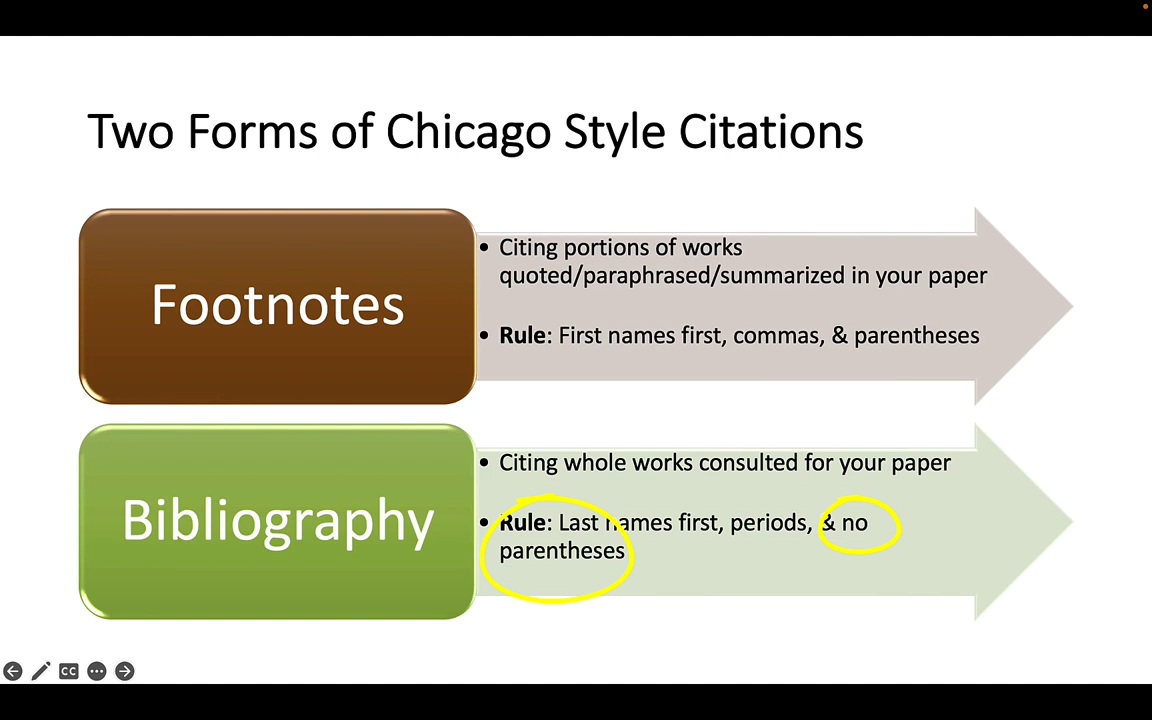 Two Forms of Chicago Style Citations
Footnotes
• Citing portions of works
quoted/paraphrased/summarized in your paper
• Rule: First names first, commas, & parentheses
Bibliography
• Citing whole works consulted for your paper
• Rule: Last names first, periods, & no
parentheses
CC